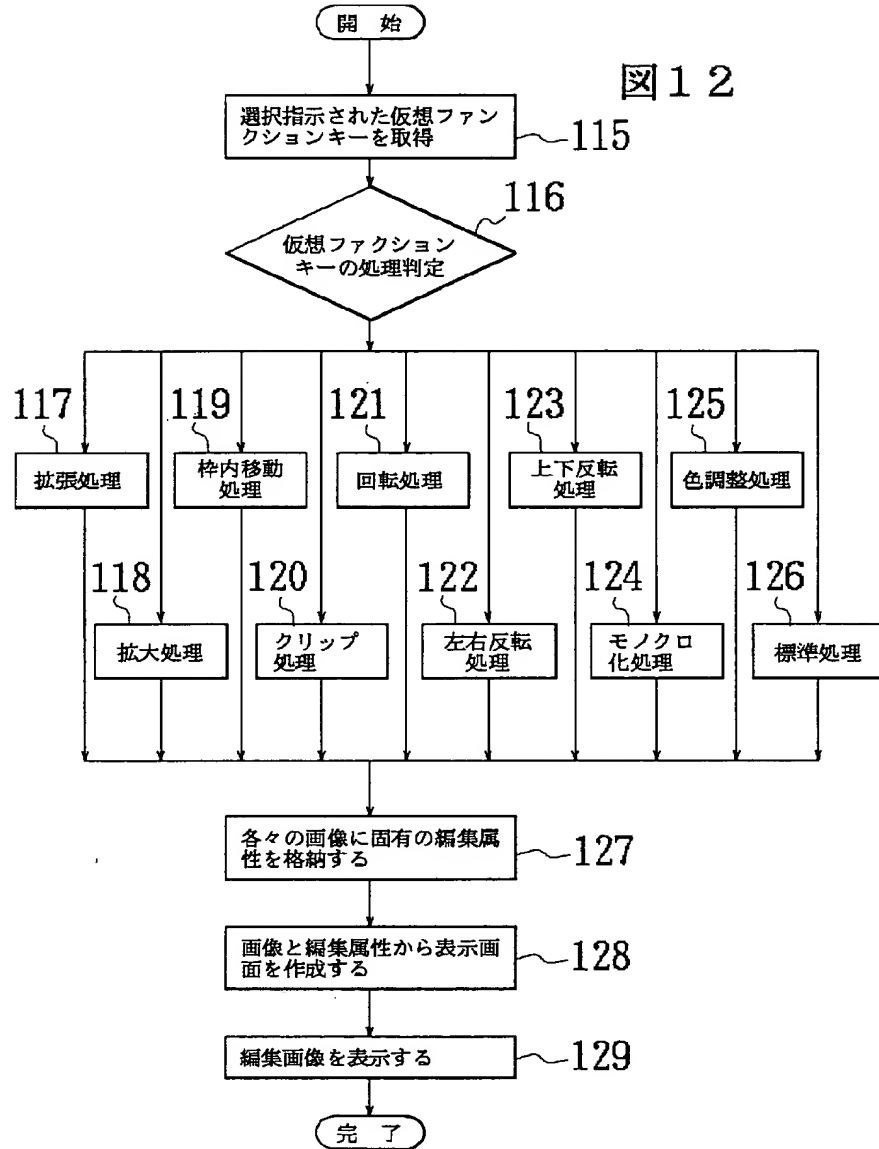 開 始
図12
選択指示された仮想ファン
クションキーを取得
115
116
仮想ファクション
キーの処理判定
117
119
121
123
125
拡張処理
枠内移動
処理
回転処理
上下反転
処理
色調整処理
118
120
122
124
126
拡大処理
クリップ
処理
左右反転
処理
モノクロ
化処理
標準処理
各々の画像に固有の編集属
性を格納する
127
画像と編集属性から表示画
面を作成する
128
編集画像を表示する
129
完 了